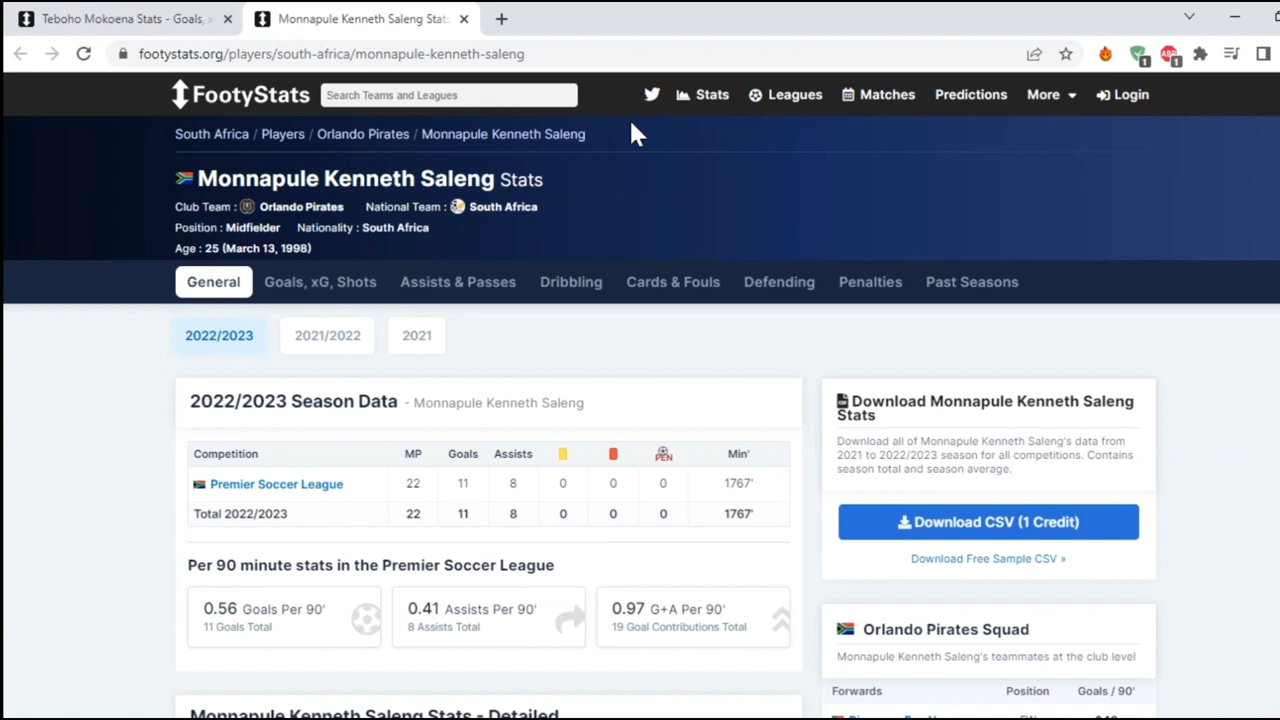 Teboho Mokoena Stats - Goals, x
Monnapule Kenneth Saleng Stats
footystats.org/players/south-africa/monnapule-kenneth-saleng
1
ABP
1
FootyStats
Search Teams and Leagues
Stats
Leagues
Matches
Predictions
More
Login
South Africa / Players / Orlando Pirates / Monnapule Kenneth Saleng
Monnapule Kenneth Saleng Stats
Club Team : Orlando Pirates National Team : South Africa
Position : Midfielder Nationality : South Africa
Age : 25 (March 13, 1998)
General Goals, xG, Shots Assists & Passes Dribbling Cards & Fouls Defending Penalties Past Seasons
2022/2023 2021/2022 2021
2022/2023 Season Data - Monnapule Kenneth Saleng
Competition MP Goals Assists PEN Min'
Premier Soccer League 22 11 8 0 0 0 1767'
Total 2022/2023 22 11 8 0 0 0 1767'
Per 90 minute stats in the Premier Soccer League
0.56 Goals Per 90'
11 Goals Total
0.41 Assists Per 90'
8 Assists Total
0.97 G+A Per 90'
19 Goal Contributions Total
Monnapule Kenneth Saleng Stats - Detailed
Download Monnapule Kenneth Saleng
Stats
Download all of Monnapule Kenneth Saleng's data from
2021 to 2022/2023 season for all competitions. Contains
season total and season average.
Download CSV (1 Credit)
Download Free Sample CSV »
Orlando Pirates Squad
Monnapule Kenneth Saleng's teammates at the club level
Forwards Position Goals / 90'